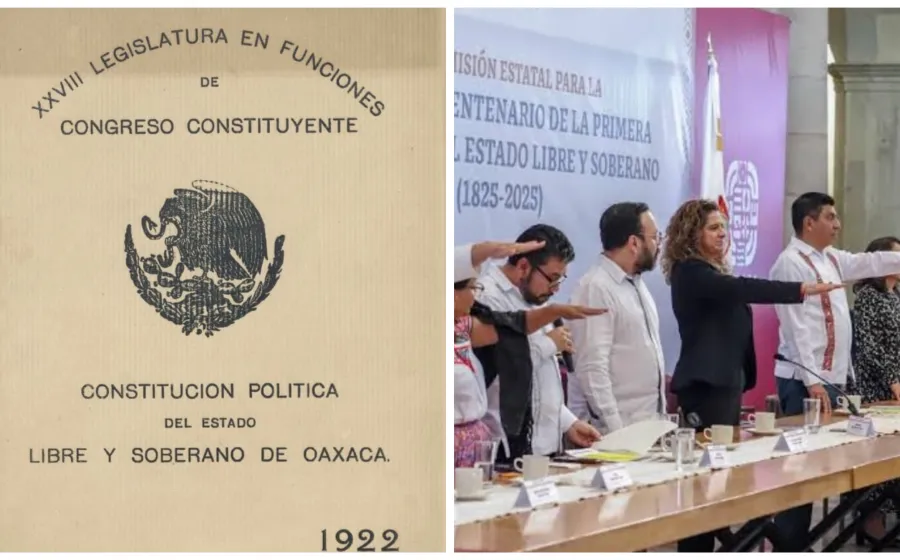 XXVIII LEGISLATURA EN FUNCIONES
DE
CONGRESO CONSTITUYENTE
CONSTITUCION POLITICA
DEL ESTADO
LIBRE Y SOBERANO DE OAXACA.
1922
MISIÓN ESTATAL PARA LA
ENTENARIO DE LA PRIMERA
L ESTADO LIBRE Y SOBERANO
(1825-2025)